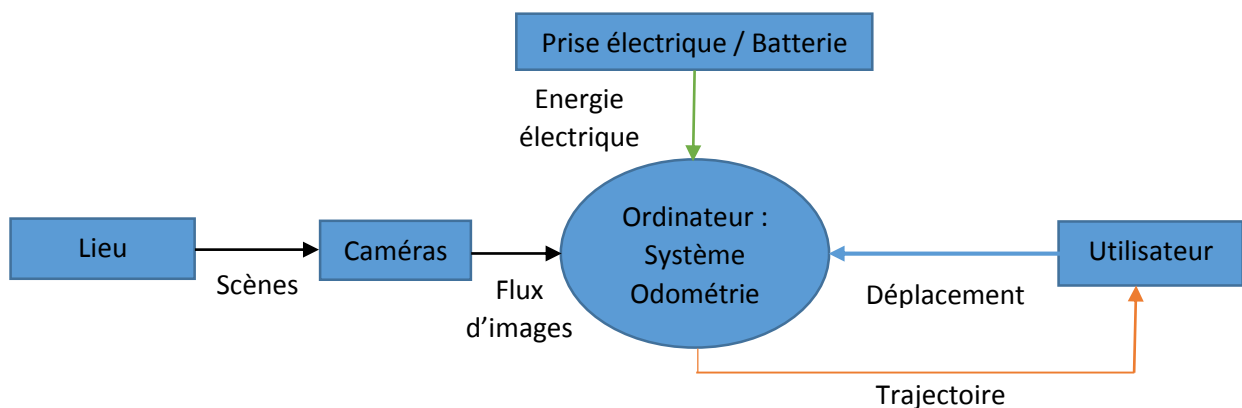 Prise électrique / Batterie
Energie
électrique
Lieu
Scènes
Caméras
Flux
d’images
Ordinateur :
Système
Odométrie
Déplacement
Utilisateur
Trajectoire